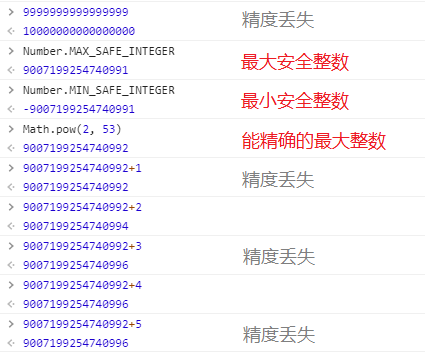 > 9999999999999999 精度丢失
< 10000000000000000
> Number.MAX_SAFE_INTEGER
< 9007199254740991 最大安全整数
> Number.MIN_SAFE_INTEGER
< -9007199254740991 最小安全整数
> Math.pow(2, 53)
< 9007199254740992 能精确的最大整数
> 9007199254740992+1 精度丢失
< 9007199254740992
> 9007199254740992+2
< 9007199254740994
> 9007199254740992+3 精度丢失
< 9007199254740996
> 9007199254740992+4
< 9007199254740996
> 9007199254740992+5 精度丢失
< 9007199254740996